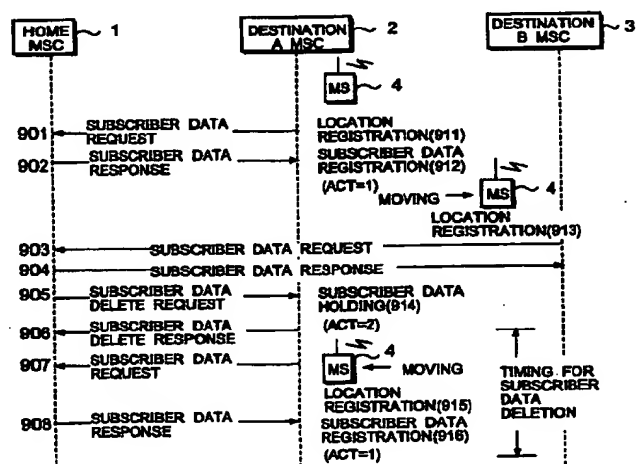 HOME MSC 1
DESTINATION A MSC 2
DESTINATION B MSC 3
MS 4
901 SUBSCRIBER DATA REQUEST
LOCATION REGISTRATION(911)
902 SUBSCRIBER DATA RESPONSE
SUBSCRIBER DATA REGISTRATION(912)
(ACT=1)
MOVING
MS 4
LOCATION REGISTRATION(913)
903 SUBSCRIBER DATA REQUEST
904 SUBSCRIBER DATA RESPONSE
905 SUBSCRIBER DATA DELETE REQUEST
SUBSCRIBER DATA HOLDING(914)
(ACT=2)
906 SUBSCRIBER DATA DELETE RESPONSE
907 SUBSCRIBER DATA REQUEST
MS 4
MOVING
TIMING FOR SUBSCRIBER DATA DELETION
LOCATION REGISTRATION(915)
908 SUBSCRIBER DATA RESPONSE
SUBSCRIBER DATA REGISTRATION(916)
(ACT=1)